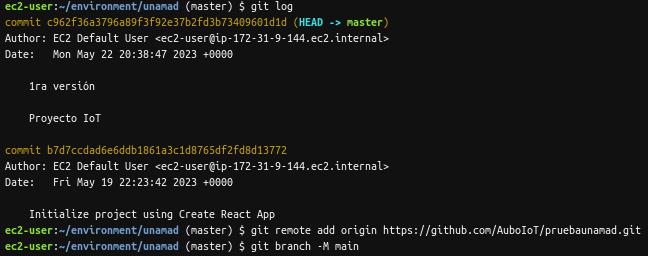 ec2-user:~/environment/unamad (master) $ git log
commit c962f36a3796a89f3f92e37b2fd3b73409601d1d (HEAD -> master)
Author: EC2 Default User <ec2-user@ip-172-31-9-144.ec2.internal>
Date:   Mon May 22 20:38:47 2023 +0000
1ra versión
Proyecto IoT
commit b7d7ccdad6e6ddb1861a3c1d8765df2fd8d13772
Author: EC2 Default User <ec2-user@ip-172-31-9-144.ec2.internal>
Date:   Fri May 19 22:23:42 2023 +0000
Initialize project using Create React App
ec2-user:~/environment/unamad (master) $ git remote add origin https://github.com/AuboIoT/pruebaunamad.git
ec2-user:~/environment/unamad (master) $ git branch -M main